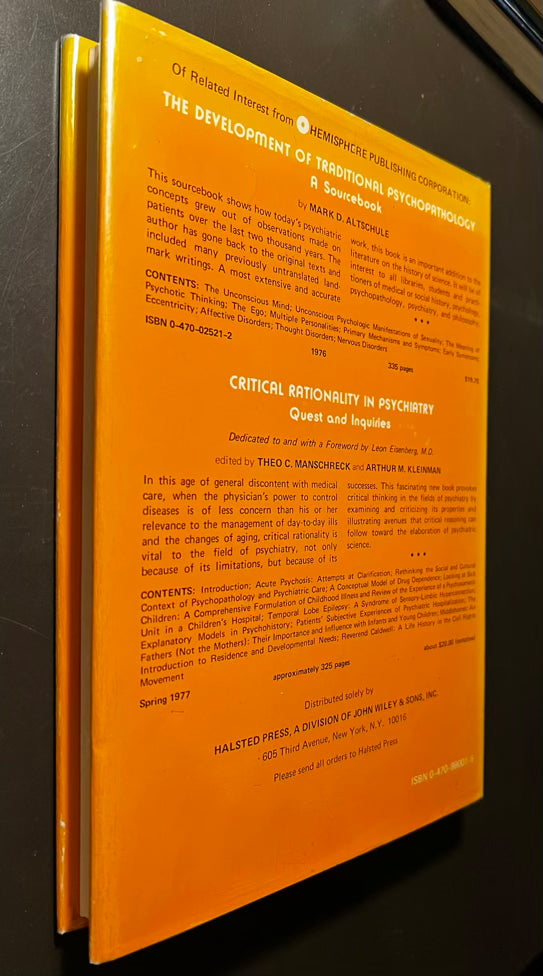 Of Related Interest from HEMISPHERE PUBLISHING CORPORATION:
THE DEVELOPMENT OF TRADITIONAL PSYCHOPATHOLOGY
A Sourcebook
by MARK D. ALTSCHULE
This sourcebook shows how today's psychiatric
concepts grew out of observations made on
patients over the last two thousand years. The
author has gone back to the original texts and
included many previously untranslated land-
mark writings. A most extensive and accurate
work, this book is an important addition to the
literature on the history of science. It will be of
interest to all libraries, students, and practi-
tioners of medical or social history, psychology,
psychopathology, psychiatry, and philosophy.
• • •
CONTENTS: The Unconscious Mind; Unconscious Psychologic Manifestations of Sexuality; The Meaning of
Psychotic Thinking; The Ego; Multiple Personalities; Primary Mechanisms and Symptoms; Early Symptoms;
Eccentricity; Affective Disorders; Thought Disorders; Nervous Disorders
ISBN 0-470-02521-2
1976
335 pages
$19.75
CRITICAL RATIONALITY IN PSYCHIATRY
Quest and Inquiries
Dedicated to and with a Foreword by Leon Eisenberg, M.D.
edited by THEO C. MANSCHRECK and ARTHUR M. KLEINMAN
In this age of general discontent with medical
care, when the physician's power to control
diseases is of less concern than his or her
relevance to the management of day-to-day ills
and the changes of aging, critical rationality is
vital to the field of psychiatry, not only
because of its limitations, but because of its
successes. This fascinating new book provokes
critical thinking in the fields of psychiatry by
examining and criticizing its properties and
illustrating avenues that critical reasoning can
follow toward the elaboration of psychiatric
science.
• • •
CONTENTS: Introduction; Acute Psychosis: Attempts at Clarification; Rethinking the Social and Cultural
Context of Psychopathology and Psychiatric Care; A Conceptual Model of Drug Dependence; Looking at Sick
Children: A Comprehensive Formulation of Childhood Illness and Review of the Experience of a Psychosomatic
Unit in a Children's Hospital; Temporal Lobe Epilepsy: A Syndrome of Sensory-Limbic Hyperconnection;
Explanatory Models in Psychohistory; Patients' Subjective Experiences of Psychiatric Hospitalization; The
Fathers (Not the Mothers): Their Importance and Influence with Infants and Young Children; An
Introduction to Residence and Developmental Needs; Reverend Caldwell: A Life History in the Civil Rights
Movement
Spring 1977
approximately 325 pages
about $20.00 (tentative)
Distributed solely by
HALSTED PRESS, A DIVISION OF JOHN WILEY & SONS, INC.
605 Third Avenue, New York, N.Y. 10016
Please send all orders to Halsted Press
ISBN 0-470-